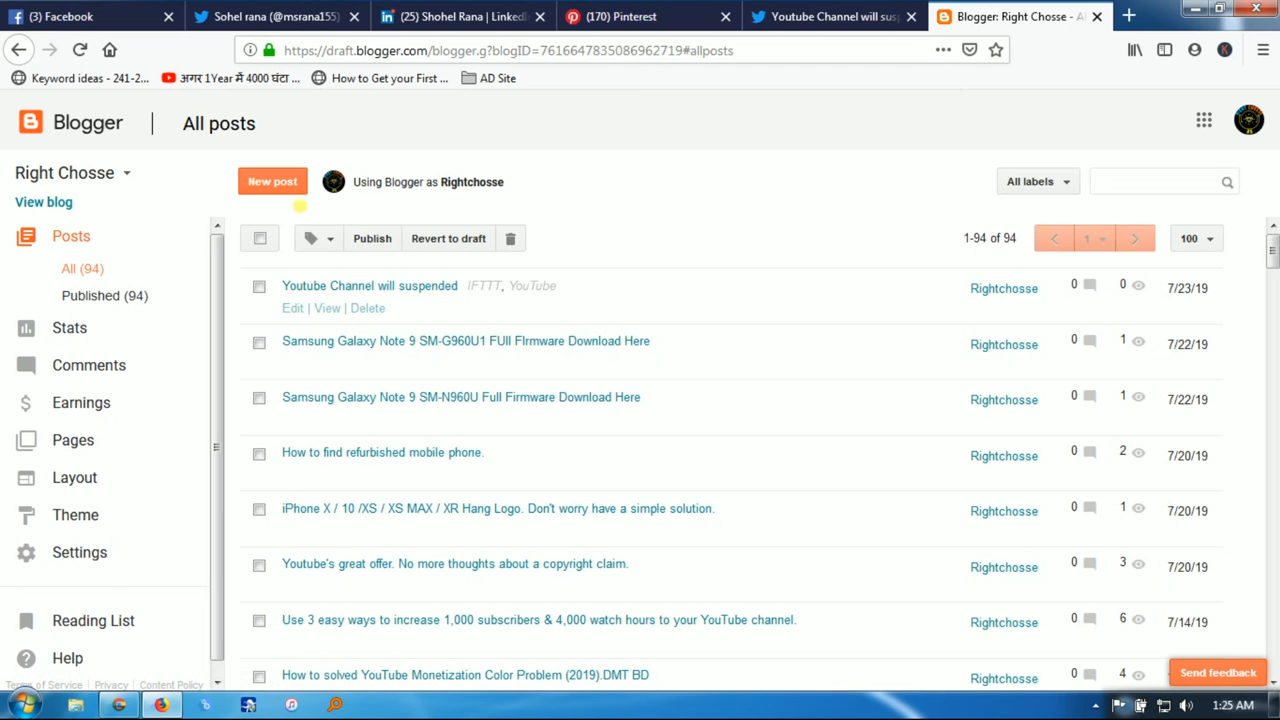 (3) Facebook
Sohel rana (@msrana155)
(25) Shohel Rana | LinkedI
(170) Pinterest
Youtube Channel will sus
Blogger: Right Chosse - A
https://draft.blogger.com/blogger.g?blogID=7616647835086962719#allposts
Keyword ideas - 241-2...
अगर 1Year में 4000 घंटा ...
How to Get your First ...
AD Site
K
Blogger
All posts
Right Chosse
View blog
New post
Using Blogger as Rightchosse
All labels
Posts
All (94)
Published (94)
Stats
Comments
Earnings
Pages
Layout
Theme
Settings
Reading List
Help
Terms of Service Privacy Content Policy
Publish
Revert to draft
1-94 of 94
1
100
Youtube Channel will suspended IFTTT, YouTube
Edit | View | Delete
Rightchosse 0 0 7/23/19
Samsung Galaxy Note 9 SM-G960U1 FUll FIrmware Download Here
Rightchosse 0 1 7/22/19
Samsung Galaxy Note 9 SM-N960U Full Firmware Download Here
Rightchosse 0 1 7/22/19
How to find refurbished mobile phone.
Rightchosse 0 2 7/20/19
iPhone X / 10 /XS / XS MAX / XR Hang Logo. Don't worry have a simple solution.
Rightchosse 0 1 7/20/19
Youtube's great offer. No more thoughts about a copyright claim.
Rightchosse 0 3 7/20/19
Use 3 easy ways to increase 1,000 subscribers & 4,000 watch hours to your YouTube channel.
Rightchosse 0 6 7/14/19
How to solved YouTube Monetization Color Problem (2019).DMT BD
Rightchosse 0 4
Send feedback
1:25 AM